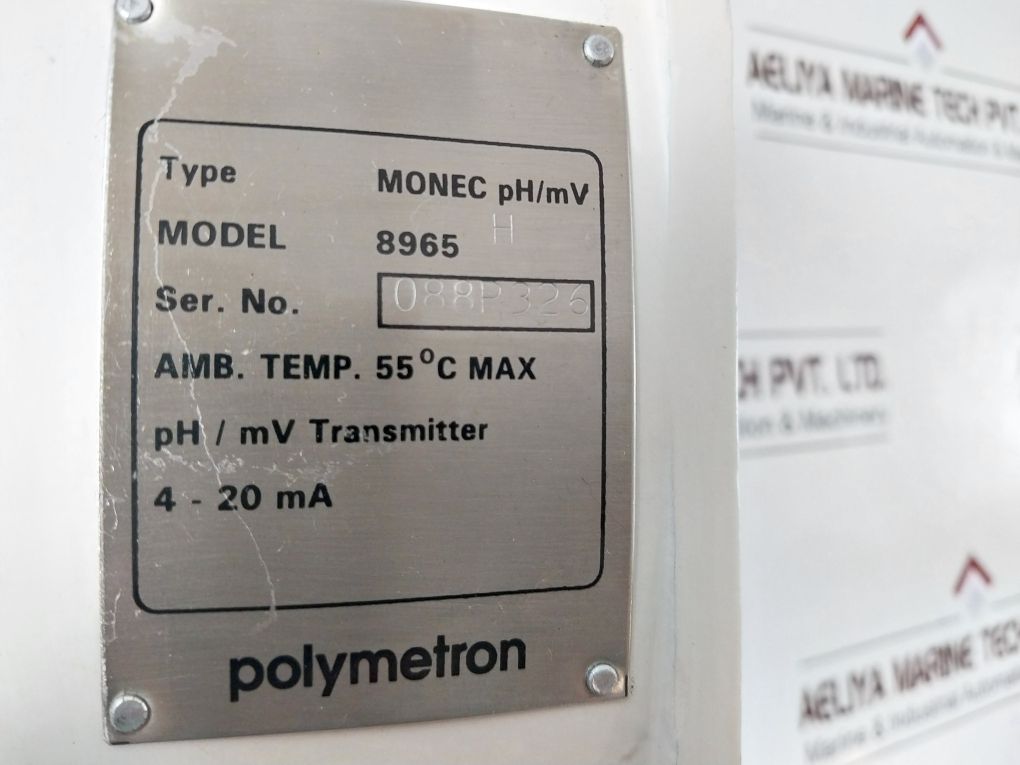 Type MONEC pH/mV
MODEL 8965 H
Ser. No. 088P326
AMB. TEMP. 55°C MAX
pH / mV Transmitter
4 - 20 mA
polymetron
AELIYA MARINE TECH PVT.
Marine & Industrial Automation &
CH PVT. LTD.
& Machinery
AELIYA MARINE TECH
Marine & Industrial Automation